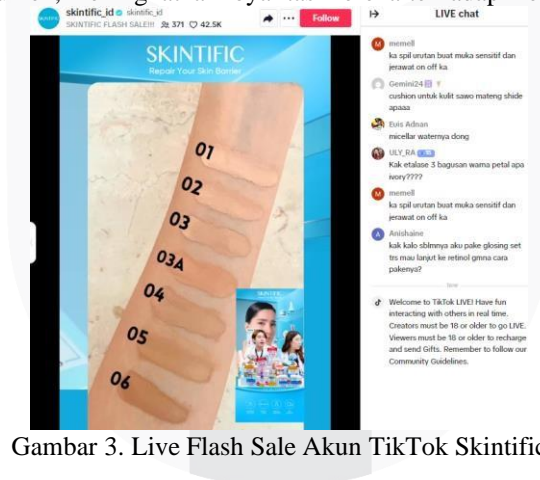 skintific_id skintific_id
SKINTIFIC FLASH SALE!!! 371 42.5K
Follow
LIVE chat
SKINTIFIC
Repair Your Skin Barrier
01
02
03
03A
04
05
06
SKINTIFIC
memell
ka spil urutan buat muka sensitif dan
jerawat on off ka
Gemini24
cushion untuk kulit sawo mateng shide
apaaa
Euis Adnan
micellar waternya dong
ULY_RA
Kak etalase 3 bagusan warna petal apa
ivory????
memell
ka spil urutan buat muka sensitif dan
jerawat on off ka
Anishaine
kak kalo sblmnya aku pake glosing set
trs mau lanjut ke retinol gmna cara
pakenya?
Welcome to TikTok LIVE! Have fun
interacting with others in real time.
Creators must be 18 or older to go LIVE.
Viewers must be 18 or older to recharge
and send Gifts. Remember to follow our
Community Guidelines.
Gambar 3. Live Flash Sale Akun TikTok Skintific